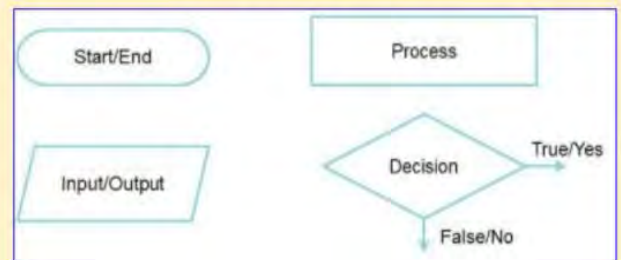 Start/End
Process
Input/Output
Decision
True/Yes
False/No